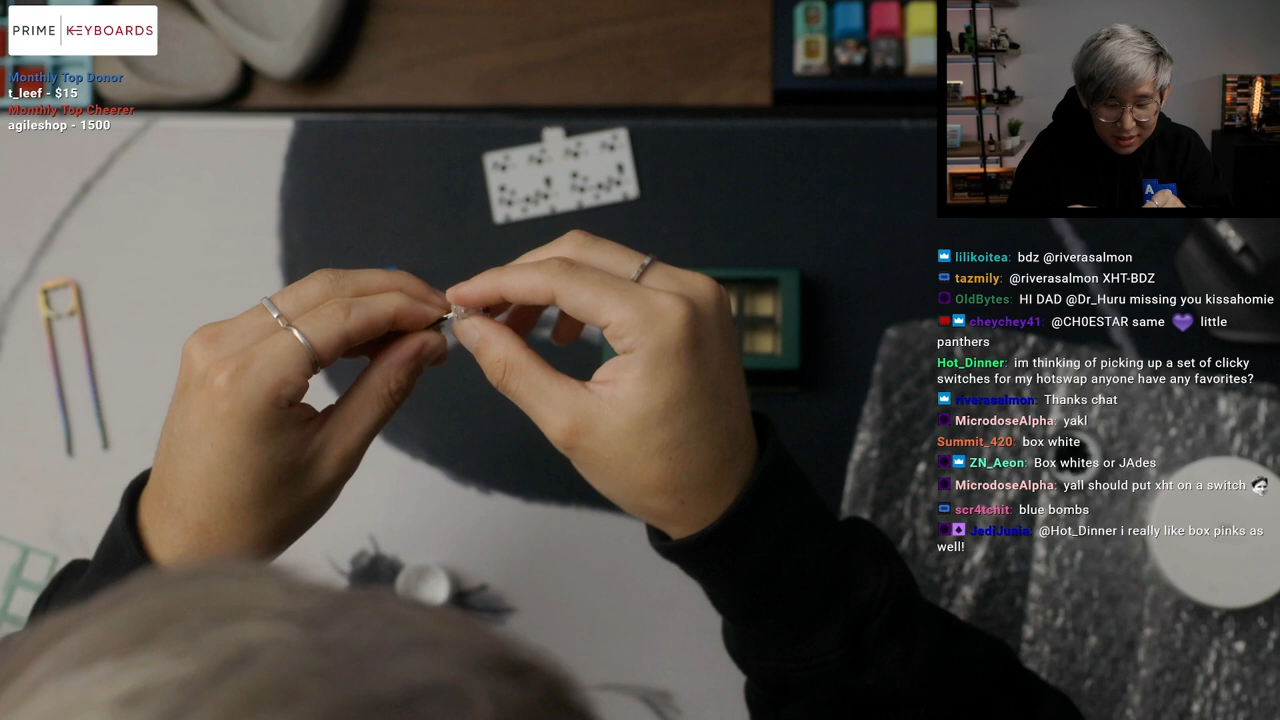 PRIME | KEYBOARDS
Monthly Top Donor
t_leef - $15
Monthly Top Cheerer
agileshop - 1500
A
lilikoitea: bdz @riverasalmon
tazmily: @riverasalmon XHT-BDZ
OldBytes: HI DAD @Dr_Huru missing you kissahomie
cheychey41: @CH0ESTAR same little
panthers
Hot_Dinner: im thinking of picking up a set of clicky
switches for my hotswap anyone have any favorites?
riverasalmon: Thanks chat
MicrodoseAlpha: yakl
Summit_420: box white
ZN_Aeon: Box whites or JAdes
MicrodoseAlpha: yall should put xht on a switch
scr4tchit: blue bombs
JediJunia: @Hot_Dinner i really like box pinks as
well!